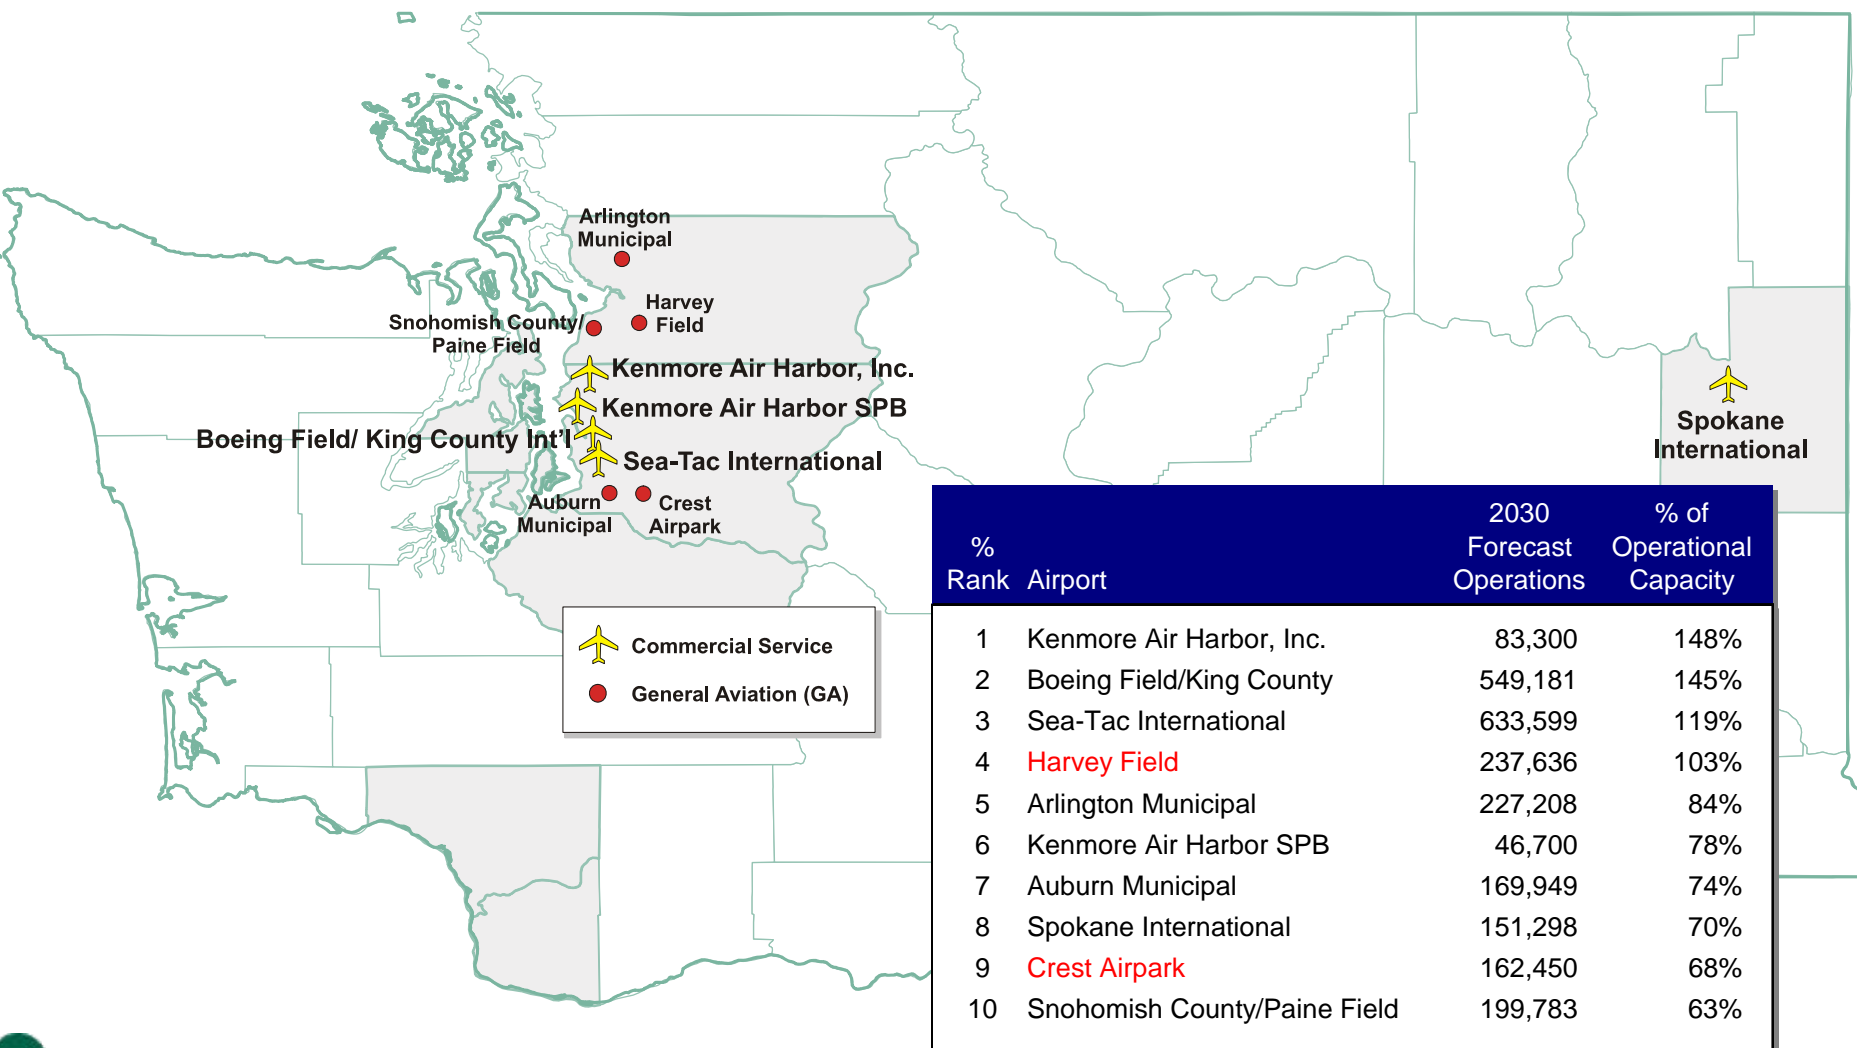 Arlington
Municipal
Harvey
Field
Snohomish County/
Paine Field
Kenmore Air Harbor, Inc.
Kenmore Air Harbor SPB
Boeing Field/ King County Int'l
Sea-Tac International
Auburn
Municipal
Crest
Airpark
Spokane
International
Commercial Service
General Aviation (GA)
% Rank Airport 2030 Forecast Operations % of Operational Capacity
1 Kenmore Air Harbor, Inc. 83,300 148%
2 Boeing Field/King County 549,181 145%
3 Sea-Tac International 633,599 119%
4 Harvey Field 237,636 103%
5 Arlington Municipal 227,208 84%
6 Kenmore Air Harbor SPB 46,700 78%
7 Auburn Municipal 169,949 74%
8 Spokane International 151,298 70%
9 Crest Airpark 162,450 68%
10 Snohomish County/Paine Field 199,783 63%